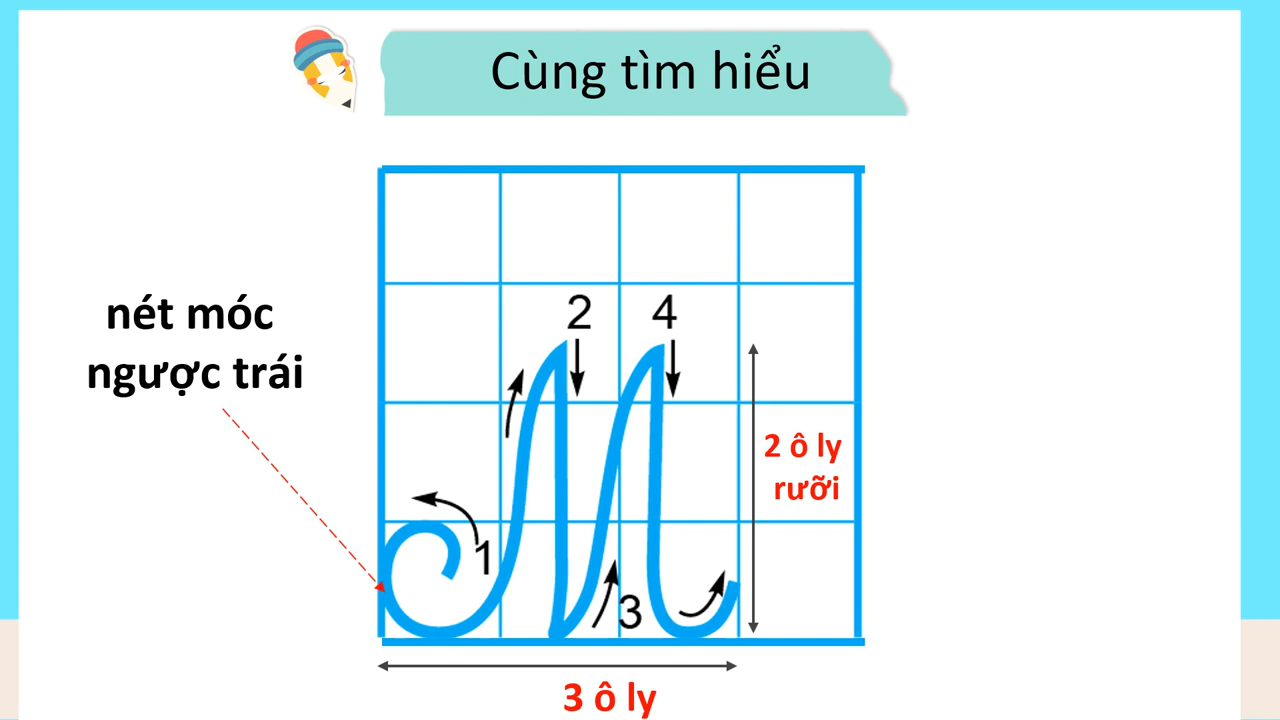 Cùng tìm hiểu
nét móc
ngược trái
2
4
1
3
2 ô ly
rưỡi
3 ô ly